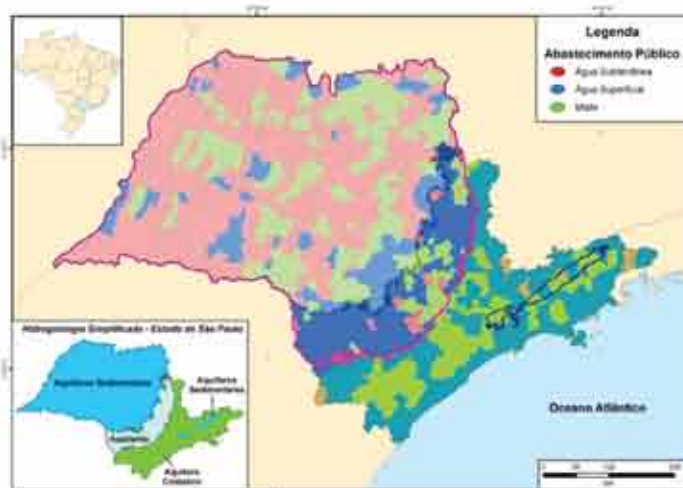 Legenda
Abastecimento Público
Água Subterrânea
Água Superficial
Misto
Hidrogeologia Simplificada - Estado de São Paulo
Aquíferos Sedimentares
Aquíferos
Sedimentares
Aquífero
Cristalino
Oceano Atlântico